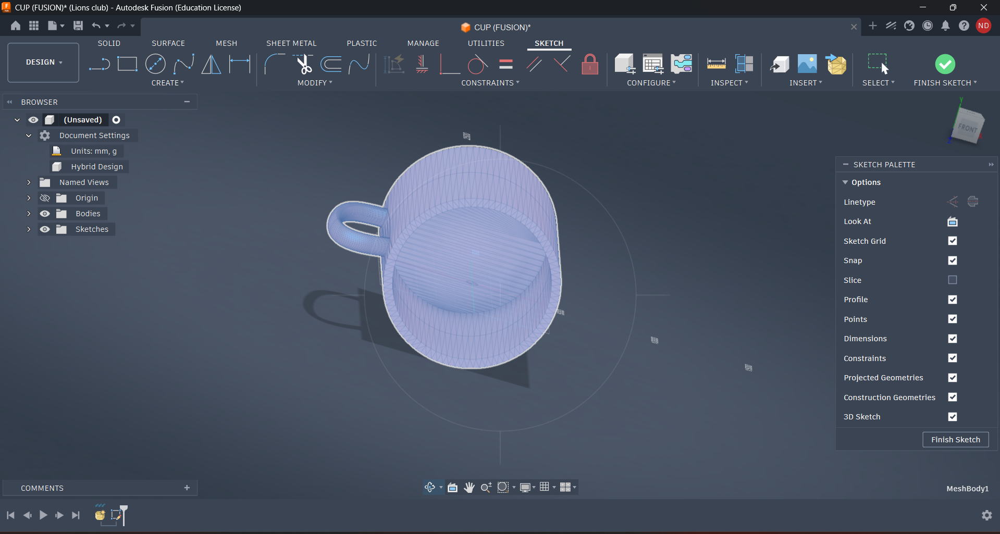 CUP (FUSION)* (Lions club) - Autodesk Fusion (Education License)
CUP (FUSION)*
ND
SOLID SURFACE MESH SHEET METAL PLASTIC MANAGE UTILITIES SKETCH
DESIGN
CREATE MODIFY CONSTRAINTS CONFIGURE INSPECT INSERT SELECT FINISH SKETCH
BROWSER
(Unsaved)
Document Settings
Units: mm, g
Hybrid Design
Named Views
Origin
Bodies
Sketches
Y
FRONT
X
Z
SKETCH PALETTE
Options
Linetype
Look At
Sketch Grid
Snap
Slice
Profile
Points
Dimensions
Constraints
Projected Geometries
Construction Geometries
3D Sketch
Finish Sketch
COMMENTS
MeshBody1